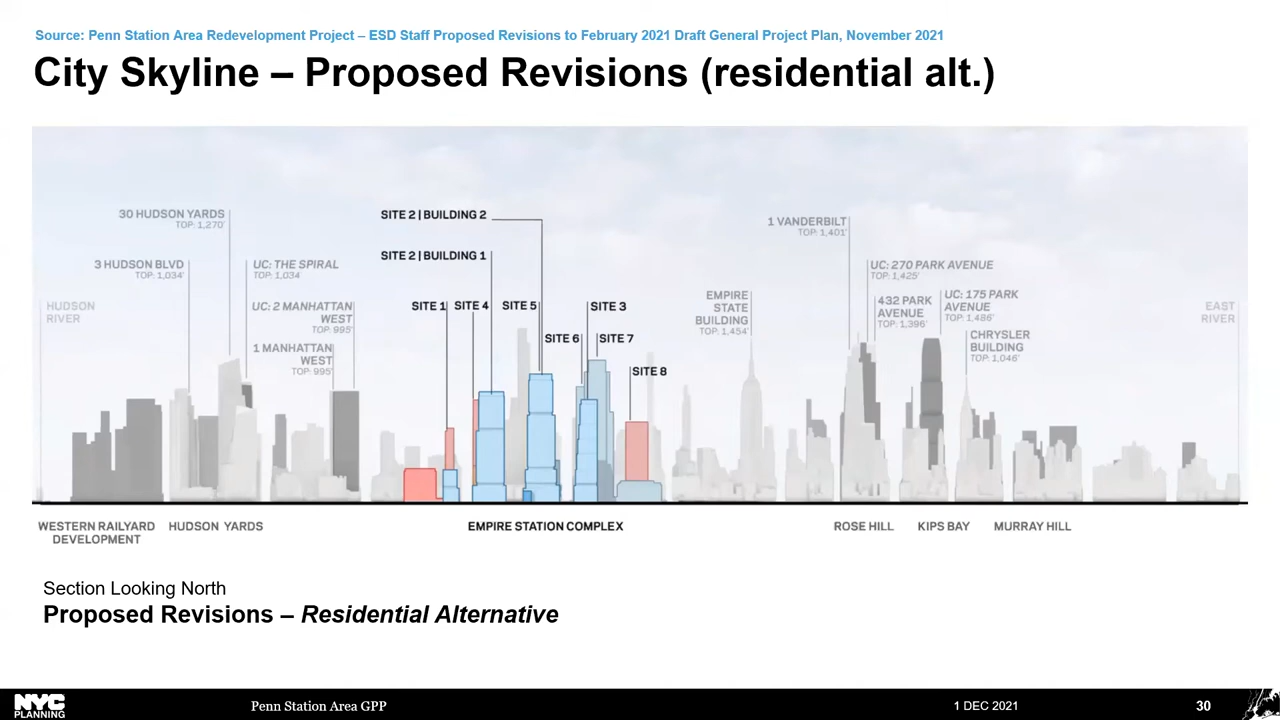 Source: Penn Station Area Redevelopment Project – ESD Staff Proposed Revisions to February 2021 Draft General Project Plan, November 2021
City Skyline – Proposed Revisions (residential alt.)
30 HUDSON YARDS
TOP: 1,270'
3 HUDSON BLVD
TOP: 1,034'
UC: THE SPIRAL
TOP: 1,034
HUDSON
RIVER
UC: 2 MANHATTAN
WEST
TOP: 995'
1 MANHATTAN
WEST
TOP: 995'
SITE 2 | BUILDING 2
SITE 2 | BUILDING 1
SITE 1
SITE 4
SITE 5
SITE 3
SITE 6
SITE 7
SITE 8
EMPIRE
STATE
BUILDING
TOP: 1,454'
1 VANDERBILT
TOP: 1,401'
UC: 270 PARK AVENUE
TOP: 1,425'
432 PARK
AVENUE
TOP: 1,396'
UC: 175 PARK
AVENUE
TOP: 1,486'
CHRYSLER
BUILDING
TOP: 1,046'
EAST
RIVER
WESTERN RAILYARD
DEVELOPMENT
HUDSON YARDS
EMPIRE STATION COMPLEX
ROSE HILL
KIPS BAY
MURRAY HILL
Section Looking North
Proposed Revisions – Residential Alternative
NYC
PLANNING
Penn Station Area GPP
1 DEC 2021
30